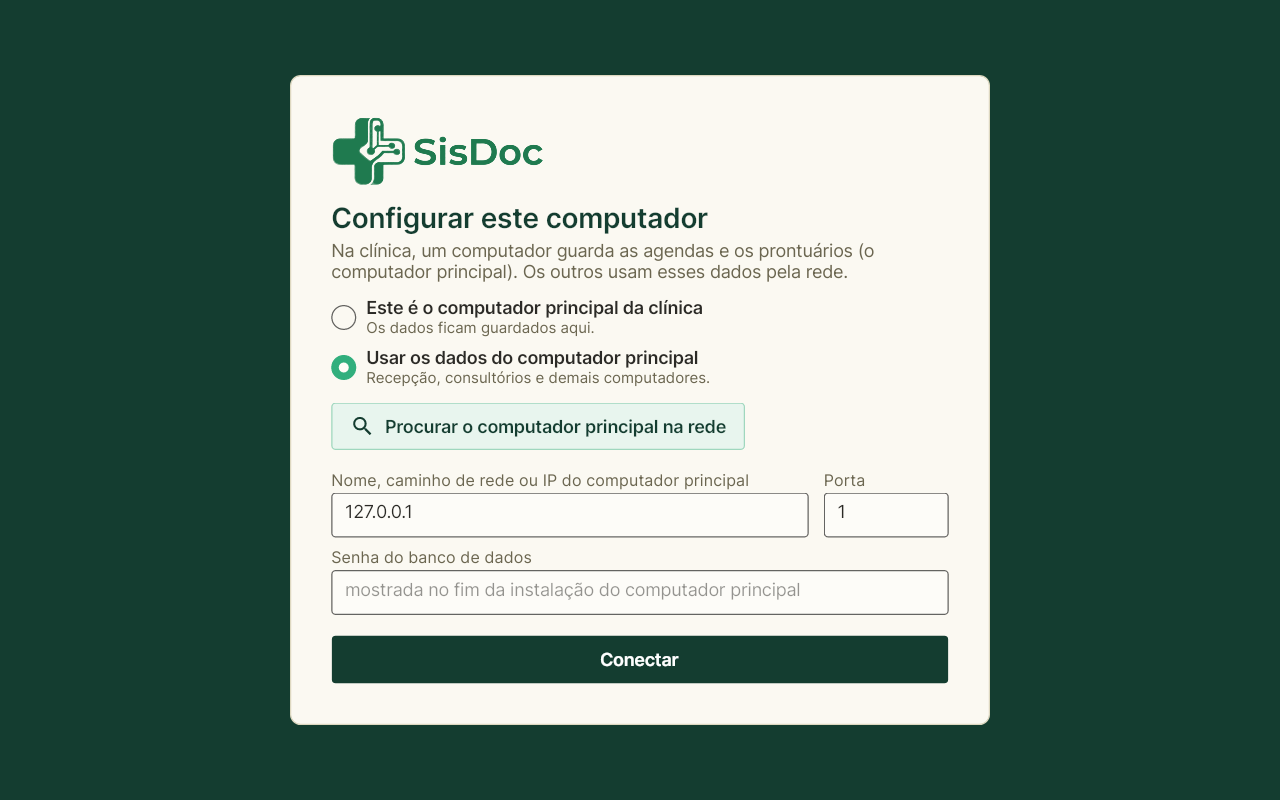 SisDoc
Configurar este computador
Na clínica, um computador guarda as agendas e os prontuários (o
computador principal). Os outros usam esses dados pela rede.
Este é o computador principal da clínica
Os dados ficam guardados aqui.
Usar os dados do computador principal
Recepção, consultórios e demais computadores.
Procurar o computador principal na rede
Nome, caminho de rede ou IP do computador principal
Porta
127.0.0.1
1
Senha do banco de dados
mostrada no fim da instalação do computador principal
Conectar